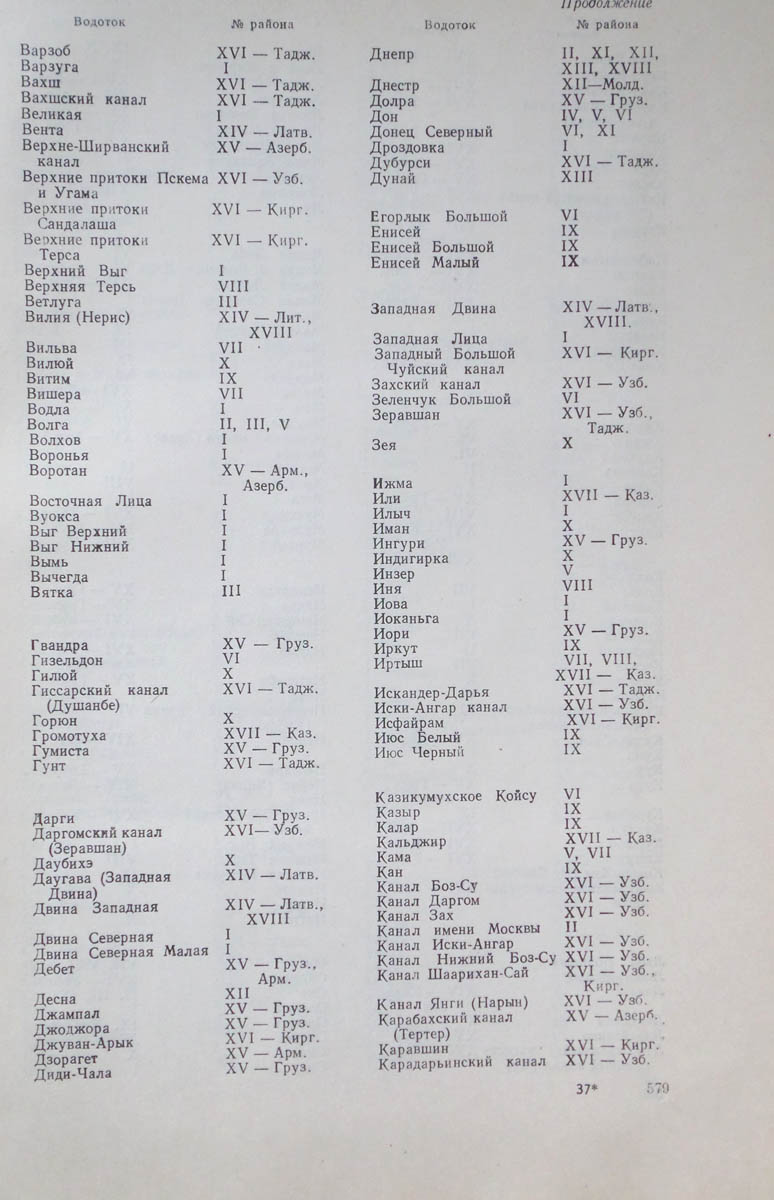 Продолжение
Водоток № района
Варзоб XVI — Тадж.
Варзуга I
Вахш XVI — Тадж.
Вахшский канал XVI — Тадж.
Великая I
Вента XIV — Латв.
Верхне-Ширванский XV — Азерб.
канал
Верхние притоки Пскема XVI — Узб.
и Угама
Верхние притоки XVI — Кирг.
Сандалаша
Верхние притоки XVI — Кирг.
Терса
Верхний Выг I
Верхняя Терсь VIII
Ветлуга III
Вилия (Нерис) XIV — Лит.,
XVIII
Вильва VII
Вилюй X
Витим IX
Вишера VII
Водла I
Волга II, III, V
Волхов I
Воронья I
Воротан XV — Арм.,
Азерб.
Восточная Лица I
Вуокса I
Выг Верхний I
Выг Нижний I
Вымь I
Вычегда I
Вятка III
Гвандра XV — Груз.
Гизельдон VI
Гилюй X
Гиссарский канал XVI — Тадж.
(Душанбе)
Горюн X
Громотуха XVII — Каз.
Гумиста XV — Груз.
Гунт XVI — Тадж.
Дарги XV — Груз.
Даргомский канал XVI— Узб.
(Зеравшан)
Даубихэ X
Даугава (Западная XIV — Латв.
Двина)
Двина Западная XIV — Латв.,
XVIII
Двина Северная I
Двина Северная Малая I
Дебет XV — Груз.,
Арм.
Десна XII
Джампал XV — Груз.
Джоджора XV — Груз.
Джуван-Арык XVI — Кирг.
Дзорагет XV — Арм.
Диди-Чала XV — Груз.
Водоток № района
Днепр II, XI, XII,
XIII, XVIII
Днестр XII—Молд.
Долра XV — Груз.
Дон IV, V, VI
Донец Северный VI, XI
Дроздовка I
Дубурси XVI — Тадж.
Дунай XIII
Егорлык Большой VI
Енисей IX
Енисей Большой IX
Енисей Малый IX
Западная Двина XIV — Латв.,
XVIII.
Западная Лица I
Западный Большой XVI — Кирг.
Чуйский канал
Захский канал XVI — Узб.
Зеленчук Большой VI
Зеравшан XVI — Узб.,
Тадж.
Зея X
Ижма I
Или XVII — Каз.
Илыч I
Иман X
Ингури XV — Груз.
Индигирка X
Инзер V
Иня VIII
Иова I
Иоканьга I
Иори XV — Груз.
Иркут IX
Иртыш VII, VIII,
XVII — Каз.
Искандер-Дарья XVI — Тадж.
Иски-Ангар канал XVI — Узб.
Исфайрам XVI — Кирг.
Июс Белый IX
Июс Черный IX
Казикумухское Койсу VI
Казыр IX
Калар IX
Кальджир XVII — Каз.
Кама V, VII
Кан IX
Канал Боз-Су XVI — Узб.
Канал Даргом XVI — Узб.
Канал Зах XVI — Узб.
Канал имени Москвы II
Канал Иски-Ангар XVI — Узб.
Канал Нижний Боз-Су XVI — Узб.
Канал Шаарихан-Сай XVI — Узб.,
Кирг.
Канал Янги (Нарын) XVI — Узб.
Карабахский канал XV — Азерб.
(Тертер)
Каравшин XVI — Кирг.
Карадарьинский канал XVI — Узб.
37* 579